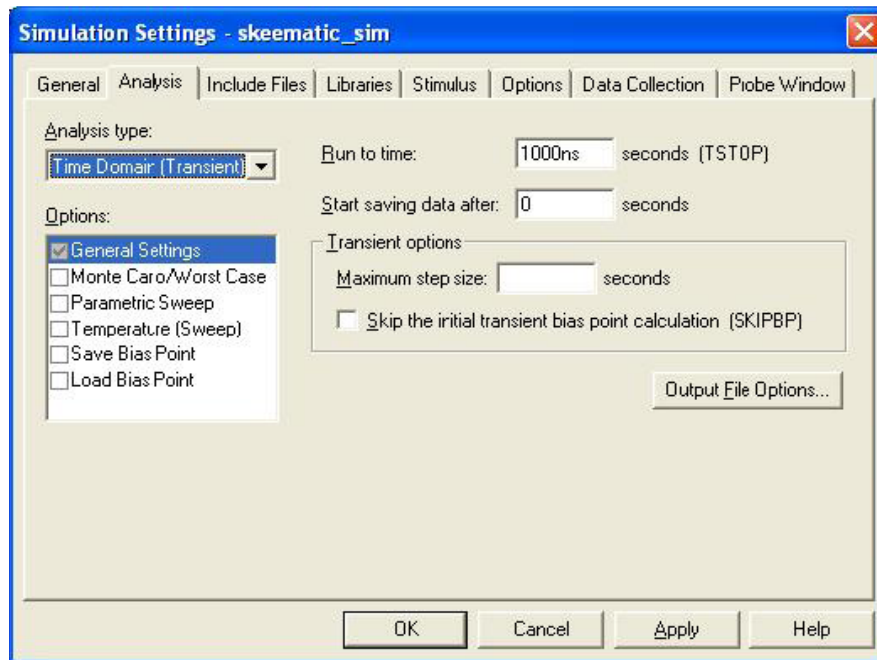 Simulation Settings - skeematic_sim
General Analysis Include Files Libraries Stimulus Options Data Collection Probe Window
Analysis type:
Time Domair (Transient)
Options:
General Settings
Monte Caro/Worst Case
Parametric Sweep
Temperature (Sweep)
Save Bias Point
Load Bias Point
Run to time: 1000ns seconds (TSTOP)
Start saving data after: 0 seconds
Transient options
Maximum step size: seconds
Skip the initial transient bias point calculation (SKIPBP)
Output File Options...
OK Cancel Apply Help